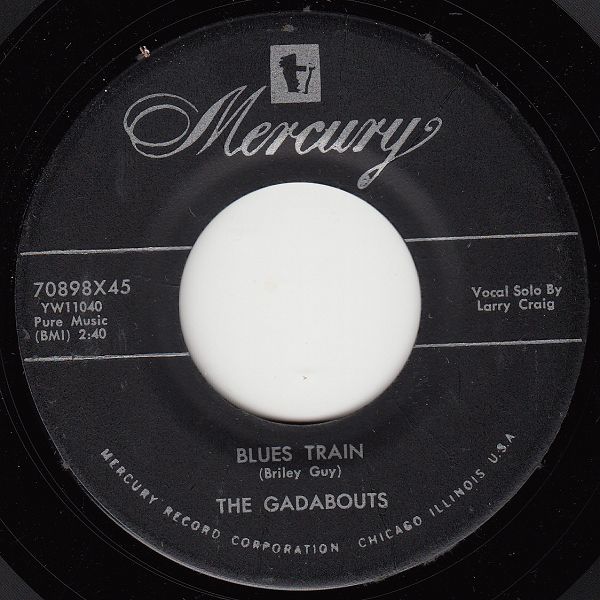 Mercury
70898X45
YW11040
Pure Music
(BMI) 2:40
Vocal Solo By
Larry Craig
BLUES TRAIN
(Briley Guy)
THE GADABOUTS
MERCURY RECORD CORPORATION CHICAGO ILLINOIS U.S.A